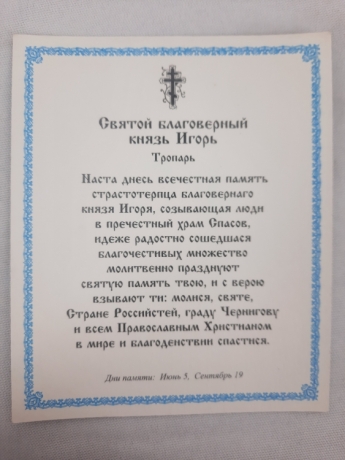 Святой благоверный
князь Игорь
Тропарь
Наста днесь всечестная память
страстотерпца благовернаго
князя Игоря, созывающая люди
в пречестный храм Спасов,
идеже радостно сошедшася
благочестивых множество
молитвенно празднуют
святую память твою, и с верою
взывают ти: молися, святе,
Стране Российстей, граду Чернигову
и всем Православным Христианом
в мире и благоденствии спастися.
Дни памяти: Июнь 5, Сентябрь 19